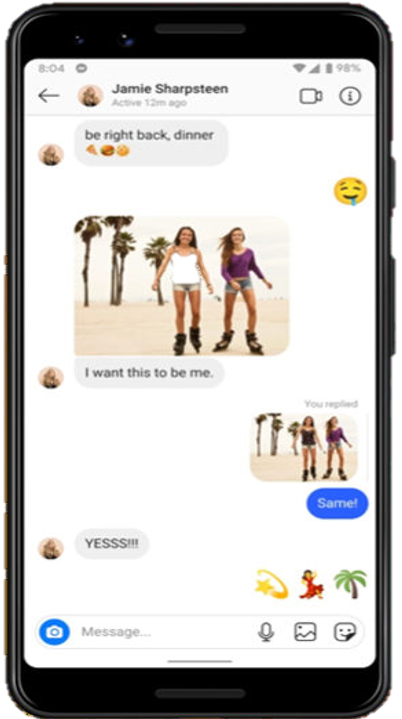 8:04 98%
Jamie Sharpsteen
Active 12m ago
be right back, dinner
🍕🍔🍪
🤤
I want this to be me.
You replied
Same!
YESSS!!!
💫💃🌴
Message...